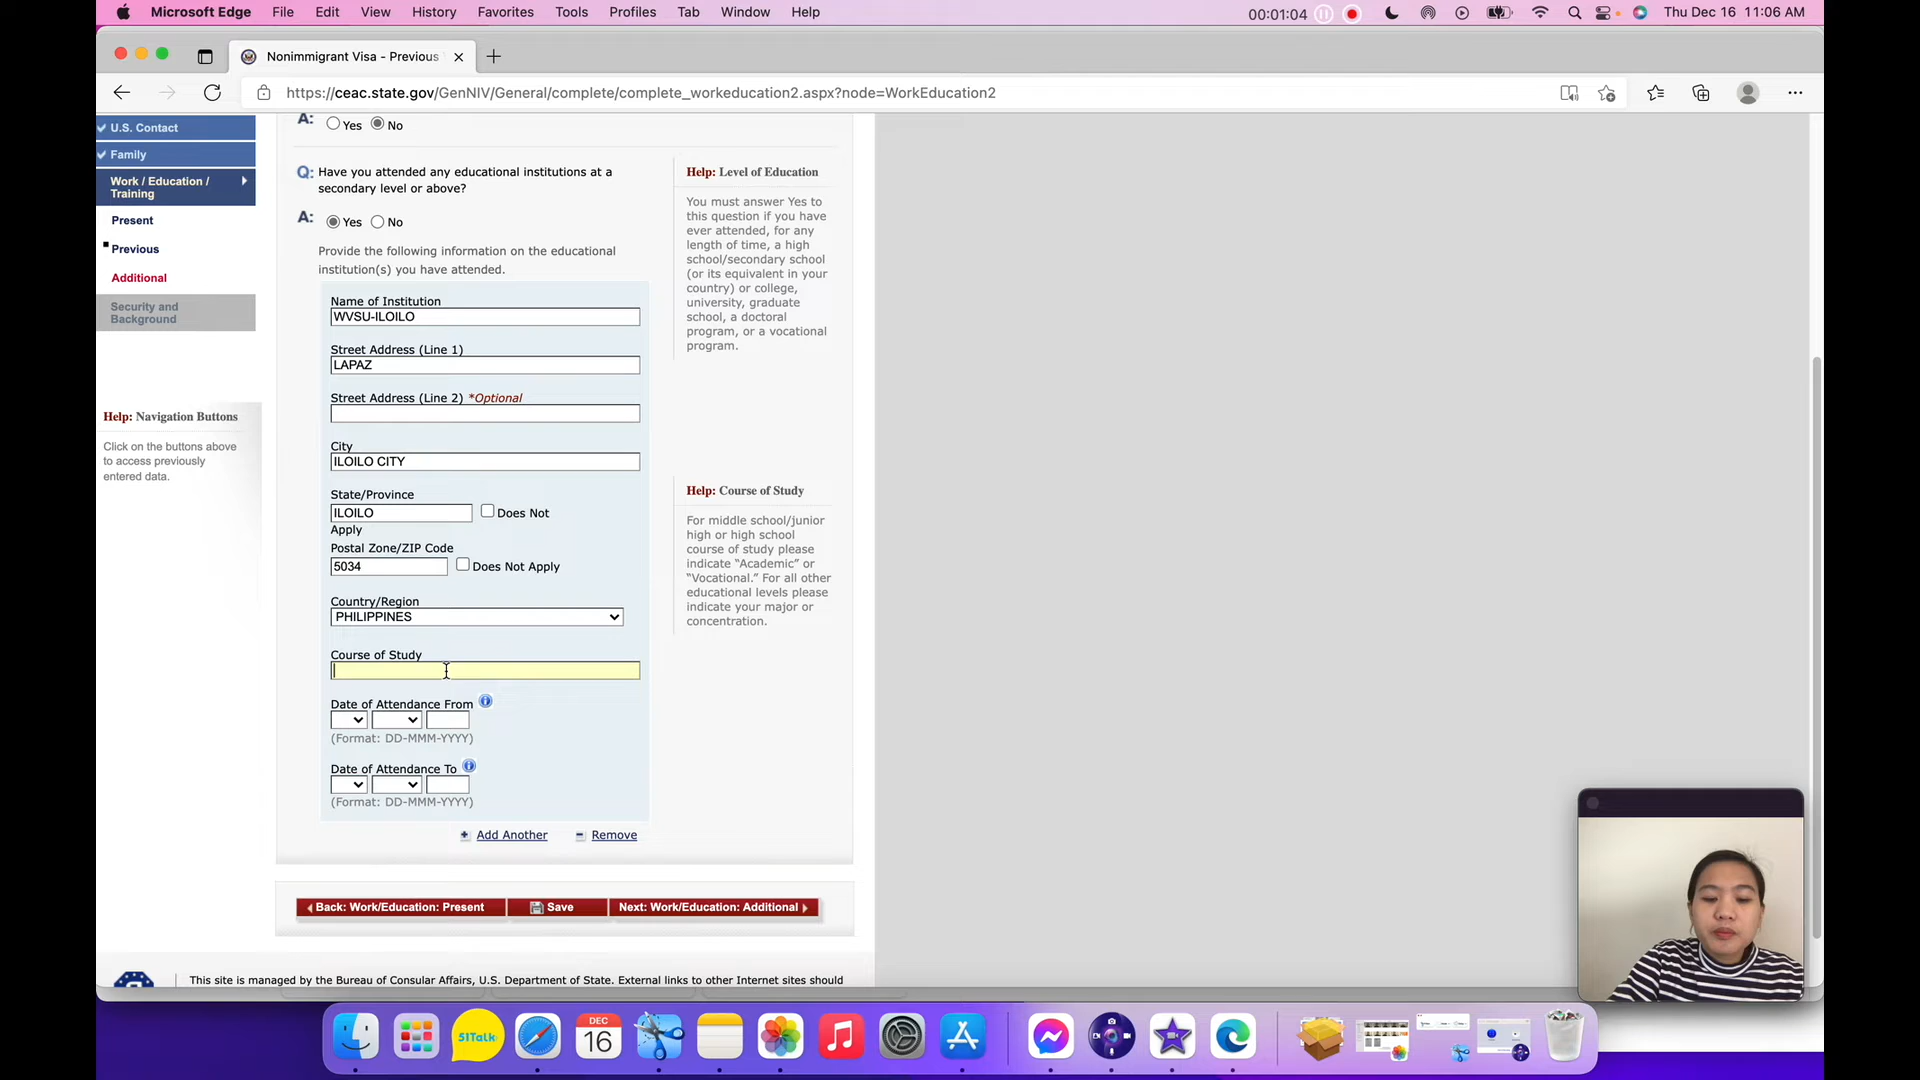 Microsoft Edge File Edit View History Favorites Tools Profiles Tab Window Help 00:01:04 Thu Dec 16 11:06 AM
Nonimmigrant Visa - Previous
https://ceac.state.gov/GenNIV/General/complete/complete_workeducation2.aspx?node=WorkEducation2
U.S. Contact
Family
Work / Education /
Training
Present
Previous
Additional
Security and
Background
Help: Navigation Buttons
Click on the buttons above
to access previously
entered data.
A: Yes No
Q: Have you attended any educational institutions at a
secondary level or above?
A: Yes No
Provide the following information on the educational
institution(s) you have attended.
Name of Institution
WVSU-ILOILO
Street Address (Line 1)
LAPAZ
Street Address (Line 2) *Optional
City
ILOILO CITY
State/Province
ILOILO Does Not
Apply
Postal Zone/ZIP Code
5034 Does Not Apply
Country/Region
PHILIPPINES
Course of Study
Date of Attendance From
(Format: DD-MMM-YYYY)
Date of Attendance To
(Format: DD-MMM-YYYY)
Add Another Remove
Help: Level of Education
You must answer Yes to
this question if you have
ever attended, for any
length of time, a high
school/secondary school
(or its equivalent in your
country) or college,
university, graduate
school, a doctoral
program, or a vocational
program.
Help: Course of Study
For middle school/junior
high or high school
course of study please
indicate “Academic” or
“Vocational.” For all other
educational levels please
indicate your major or
concentration.
Back: Work/Education: Present Save Next: Work/Education: Additional
This site is managed by the Bureau of Consular Affairs, U.S. Department of State. External links to other Internet sites should
51Talk
DEC
16